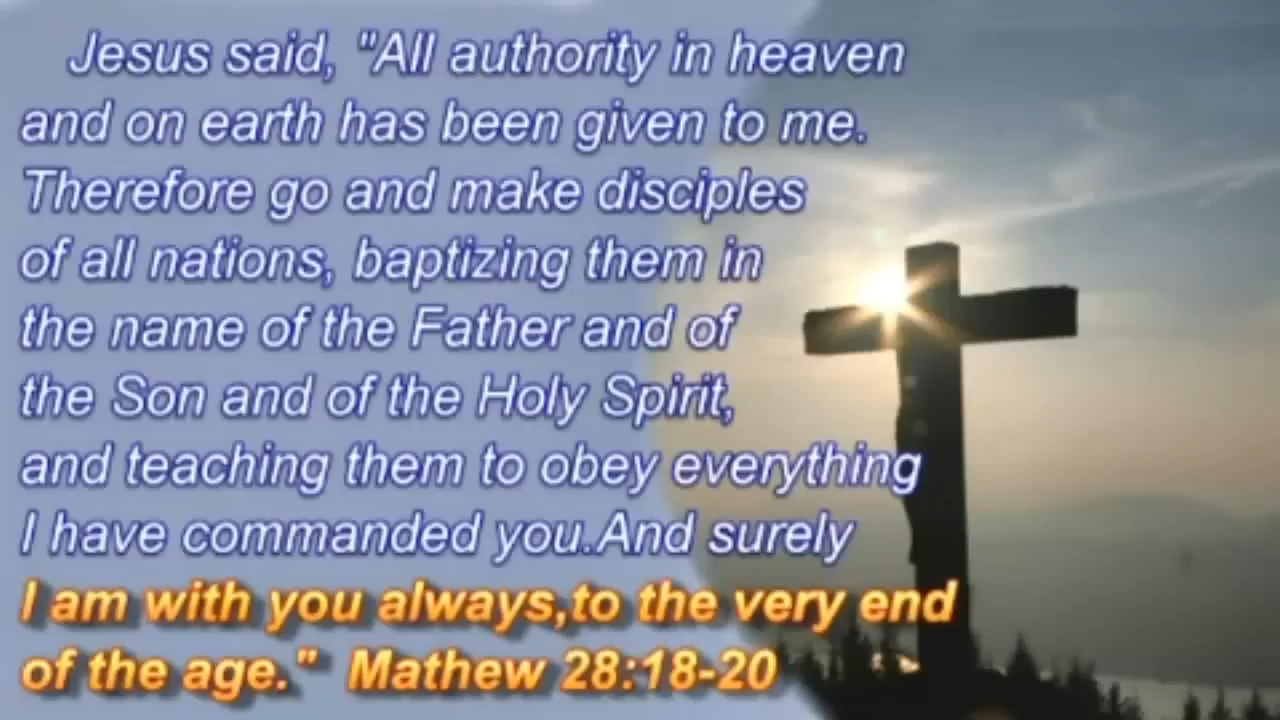 Jesus said, "All authority in heaven
and on earth has been given to me.
Therefore go and make disciples
of all nations, baptizing them in
the name of the Father and of
the Son and of the Holy Spirit,
and teaching them to obey everything
I have commanded you.And surely
I am with you always,to the very end
of the age."  Mathew 28:18-20